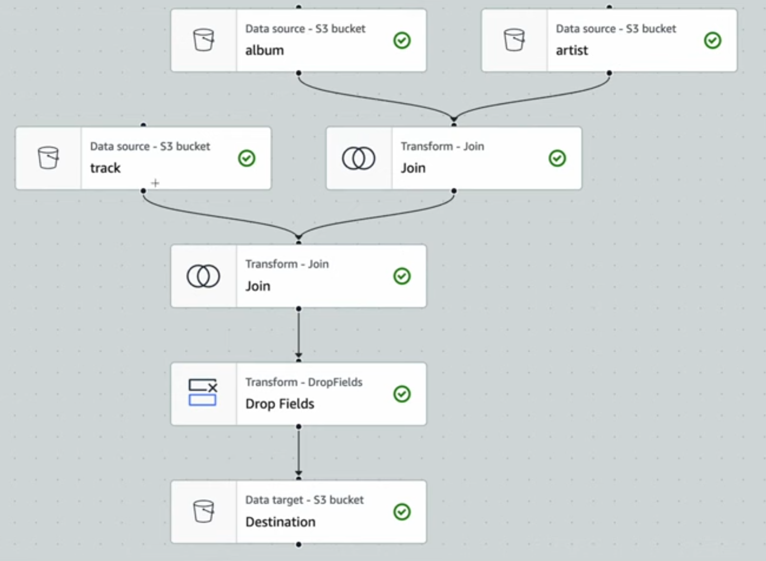 Data source - S3 bucket
album
Data source - S3 bucket
artist
Data source - S3 bucket
track
Transform - Join
Join
Transform - Join
Join
Transform - DropFields
Drop Fields
Data target - S3 bucket
Destination